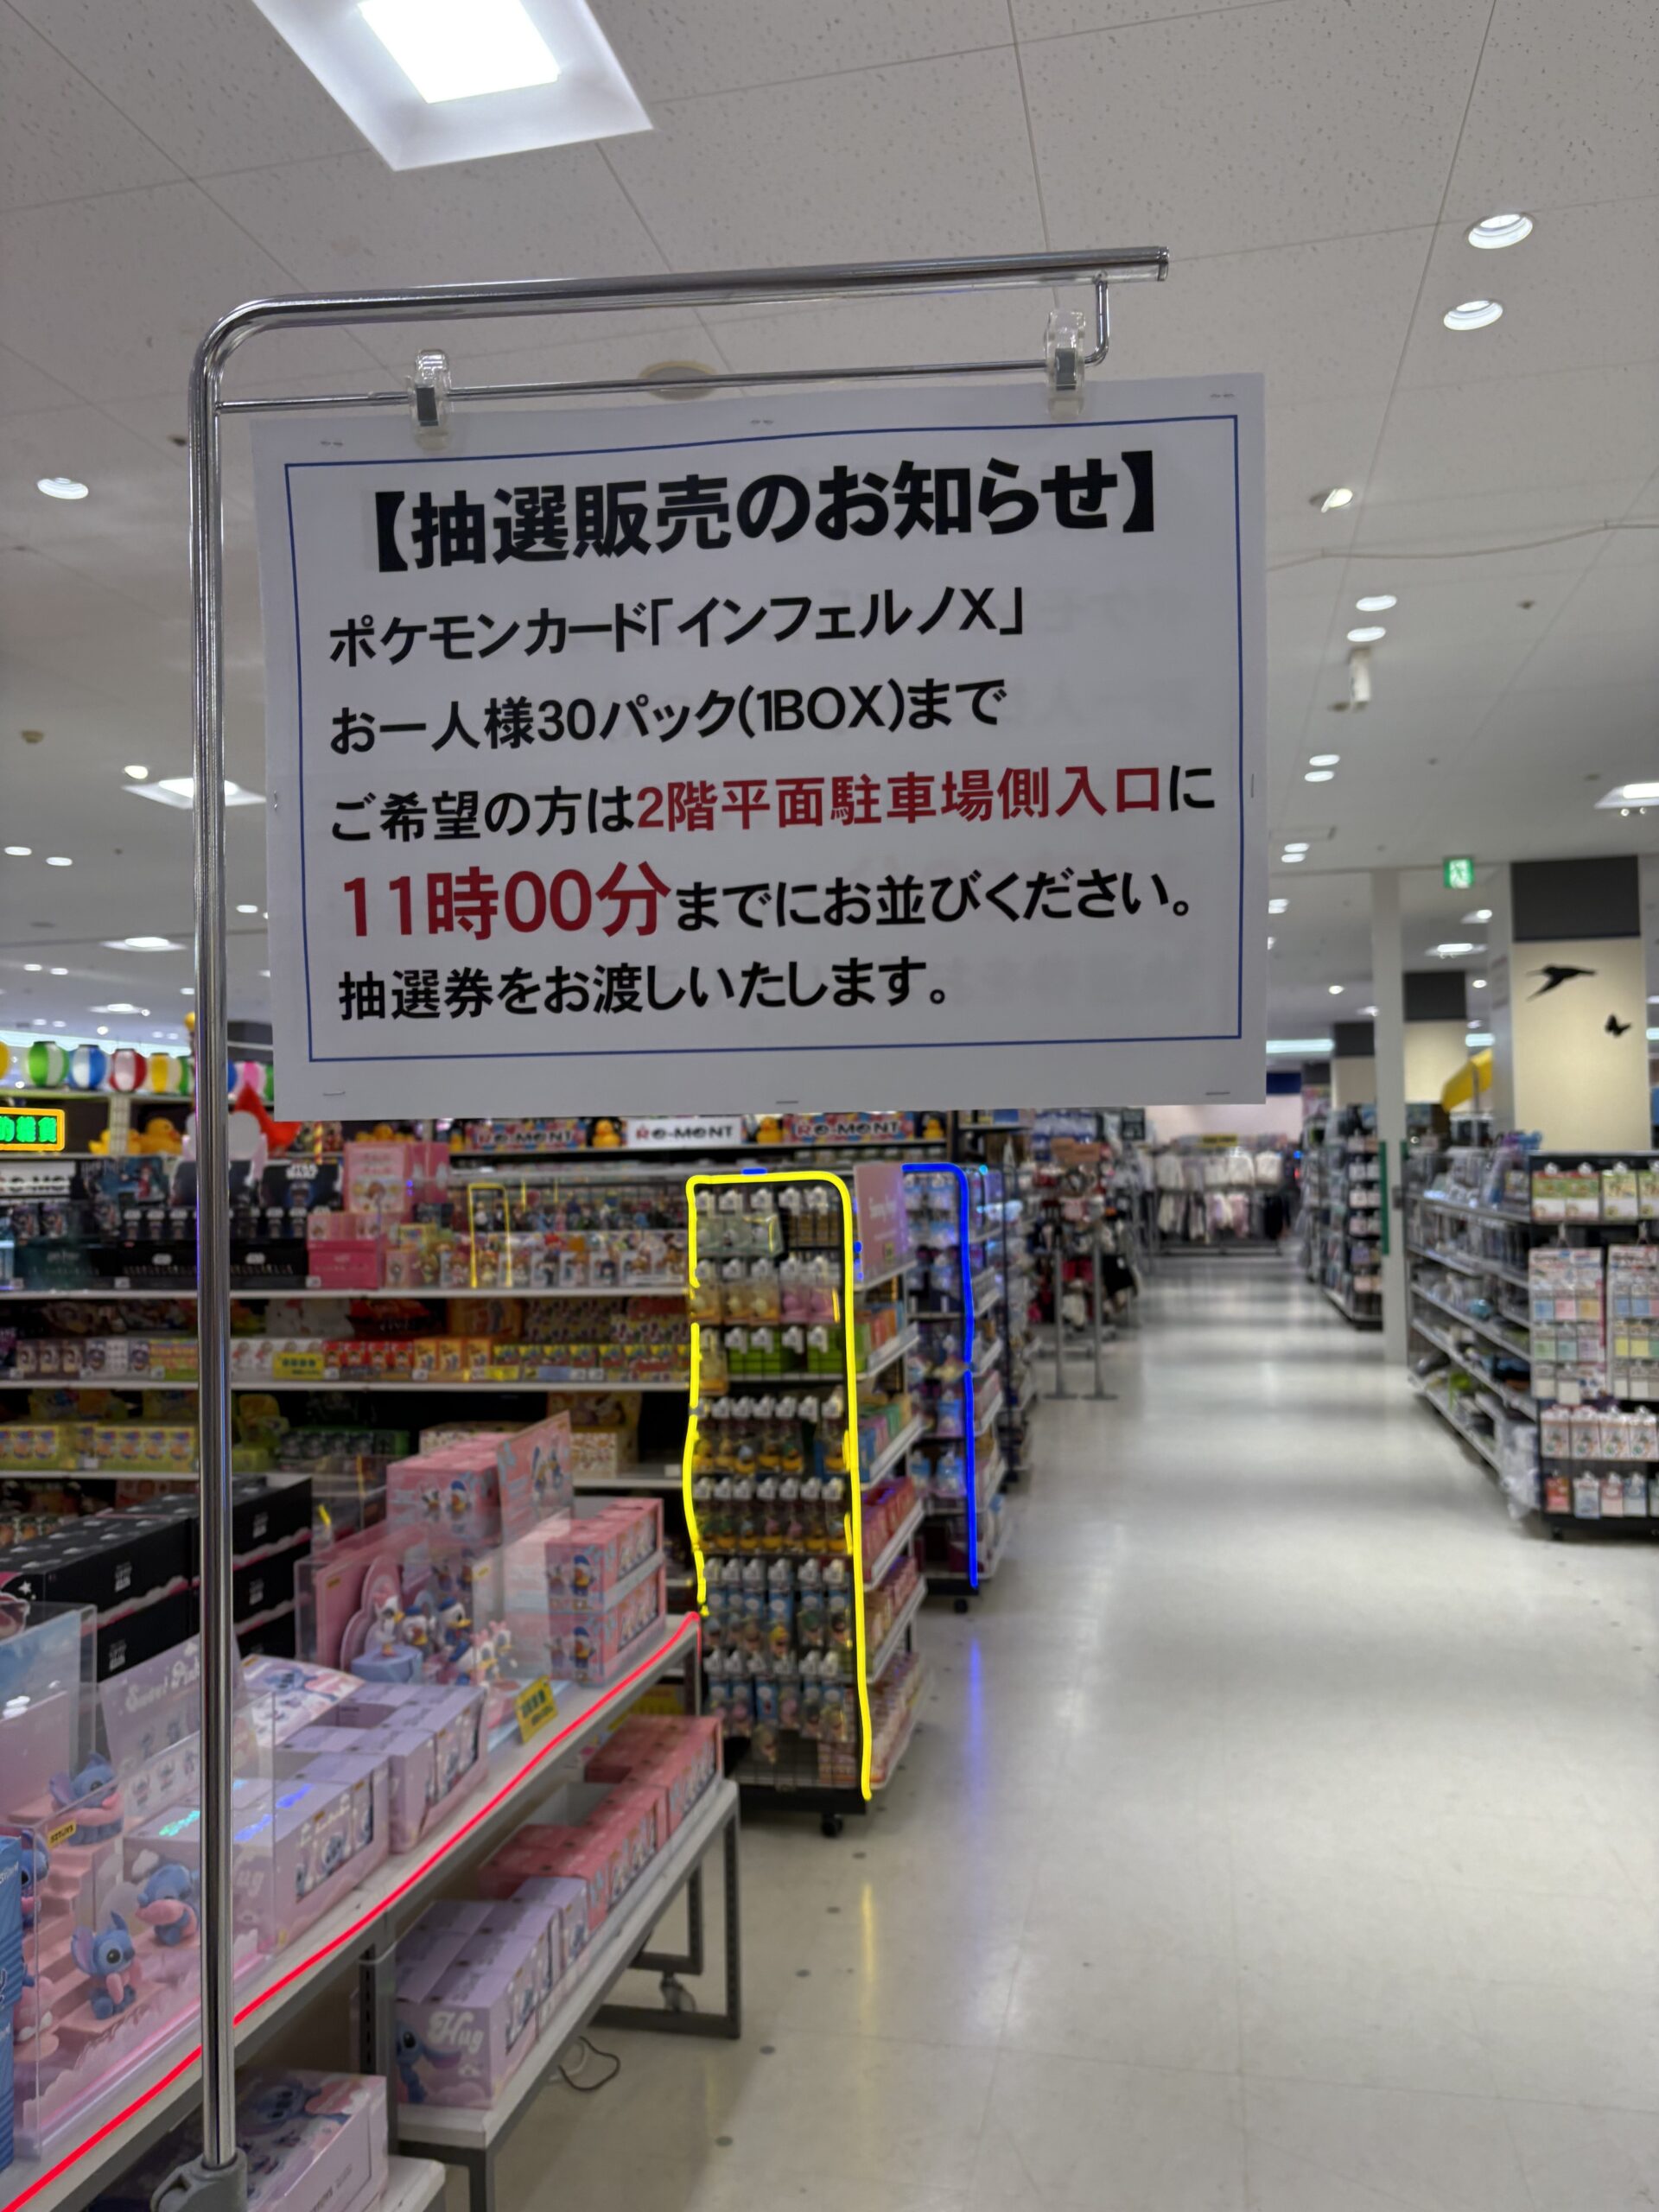 【抽選販売のお知らせ】
ポケモンカード「インフェルノX」
お一人様30パック(1BOX)まで
ご希望の方は2階平面駐車場側入口に
11時00分までにお並びください。
抽選券をお渡しいたします。
RE-MENT
Hug